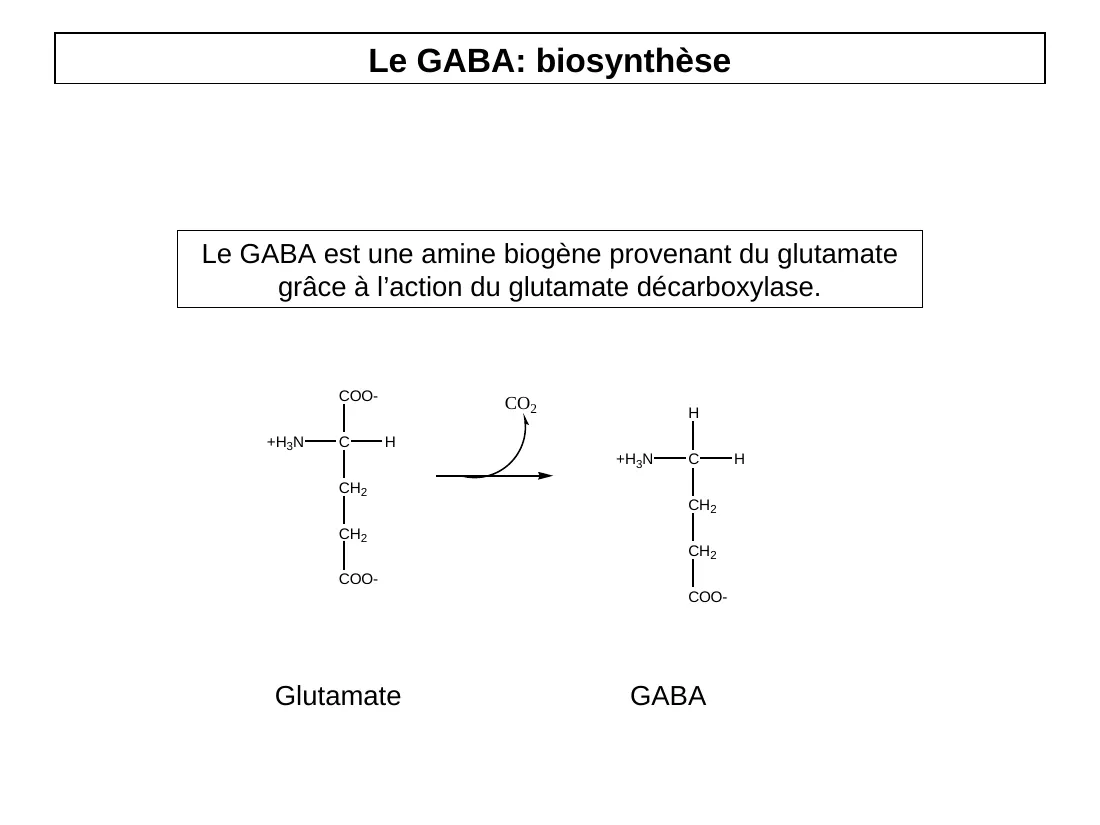 Le GABA: biosynthèse
Le GABA est une amine biogène provenant du glutamate
grâce à l’action du glutamate décarboxylase.
COO-
+H3N C H
CH2
CH2
COO-
CO2
H
+H3N C H
CH2
CH2
COO-
Glutamate
GABA